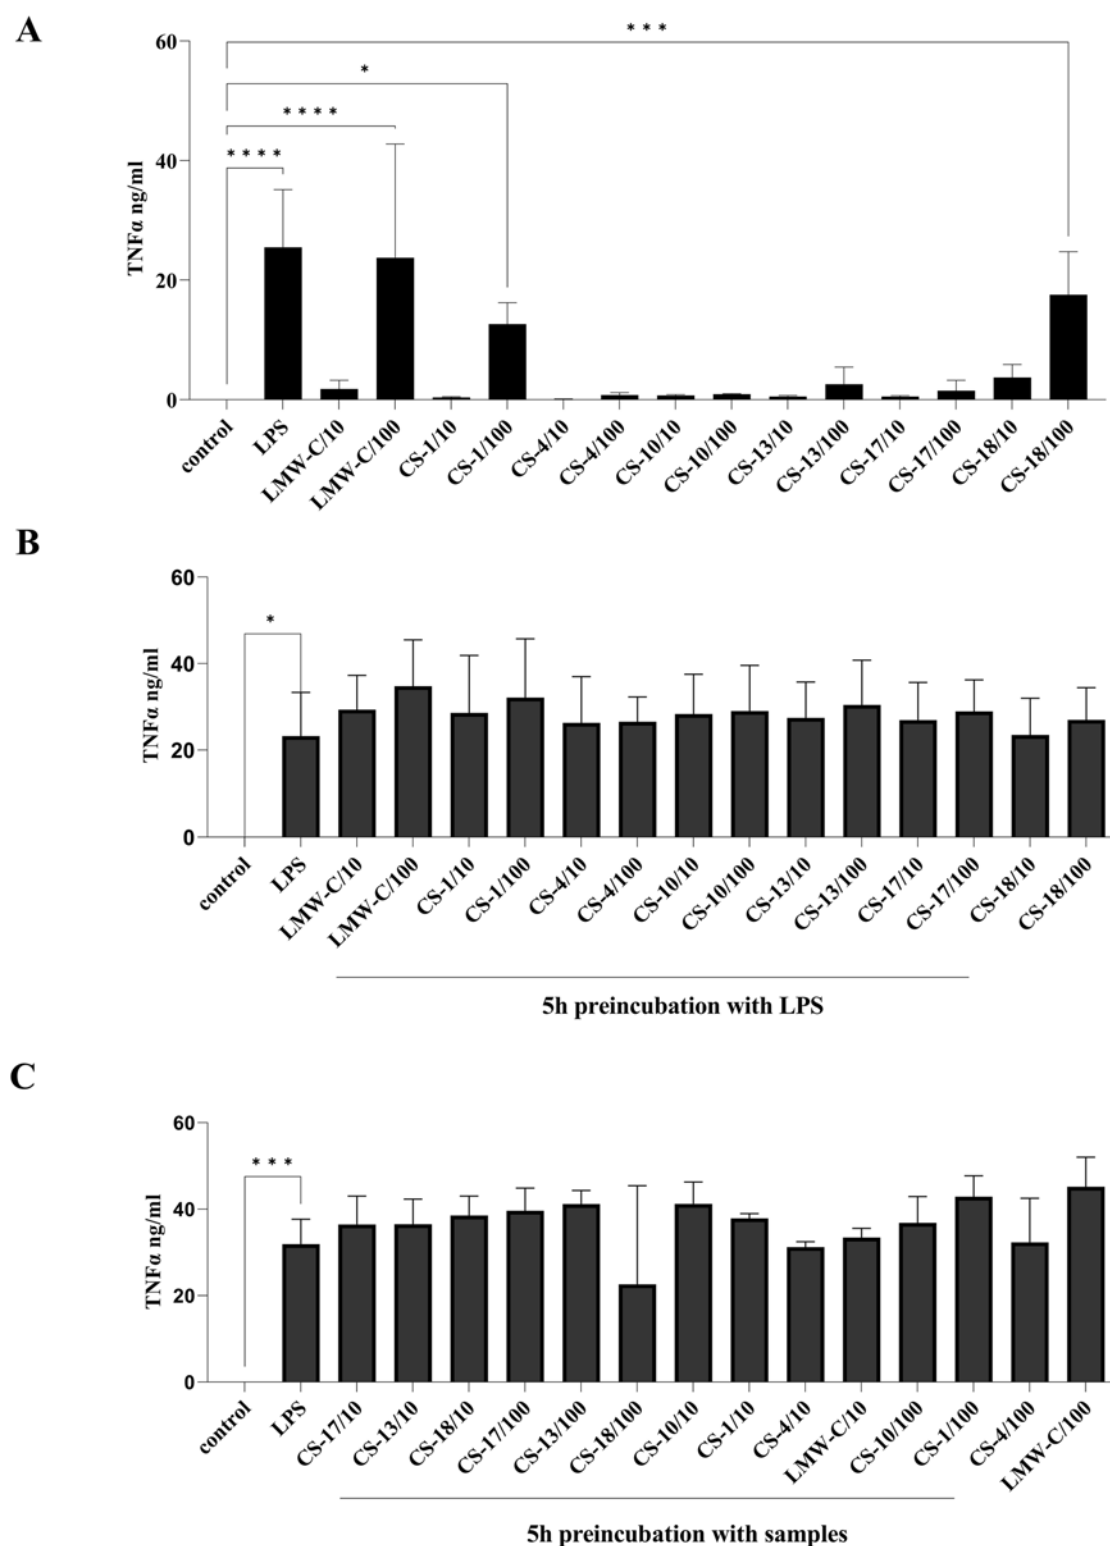 A
60
40
20
0
TNFα ng/ml
* * *
*
* * * *
* * * *
control
LPS
LMW-C/10
LMW-C/100
CS-1/10
CS-1/100
CS-4/10
CS-4/100
CS-10/10
CS-10/100
CS-13/10
CS-13/100
CS-17/10
CS-17/100
CS-18/10
CS-18/100
B
60
40
20
0
TNFα ng/ml
*
control
LPS
LMW-C/10
LMW-C/100
CS-1/10
CS-1/100
CS-4/10
CS-4/100
CS-10/10
CS-10/100
CS-13/10
CS-13/100
CS-17/10
CS-17/100
CS-18/10
CS-18/100
5h preincubation with LPS
C
60
40
20
0
TNFα ng/ml
* * *
control
LPS
CS-17/10
CS-13/10
CS-18/10
CS-17/100
CS-13/100
CS-18/100
CS-10/10
CS-1/10
CS-4/10
LMW-C/10
CS-10/100
CS-1/100
CS-4/100
LMW-C/100
5h preincubation with samples